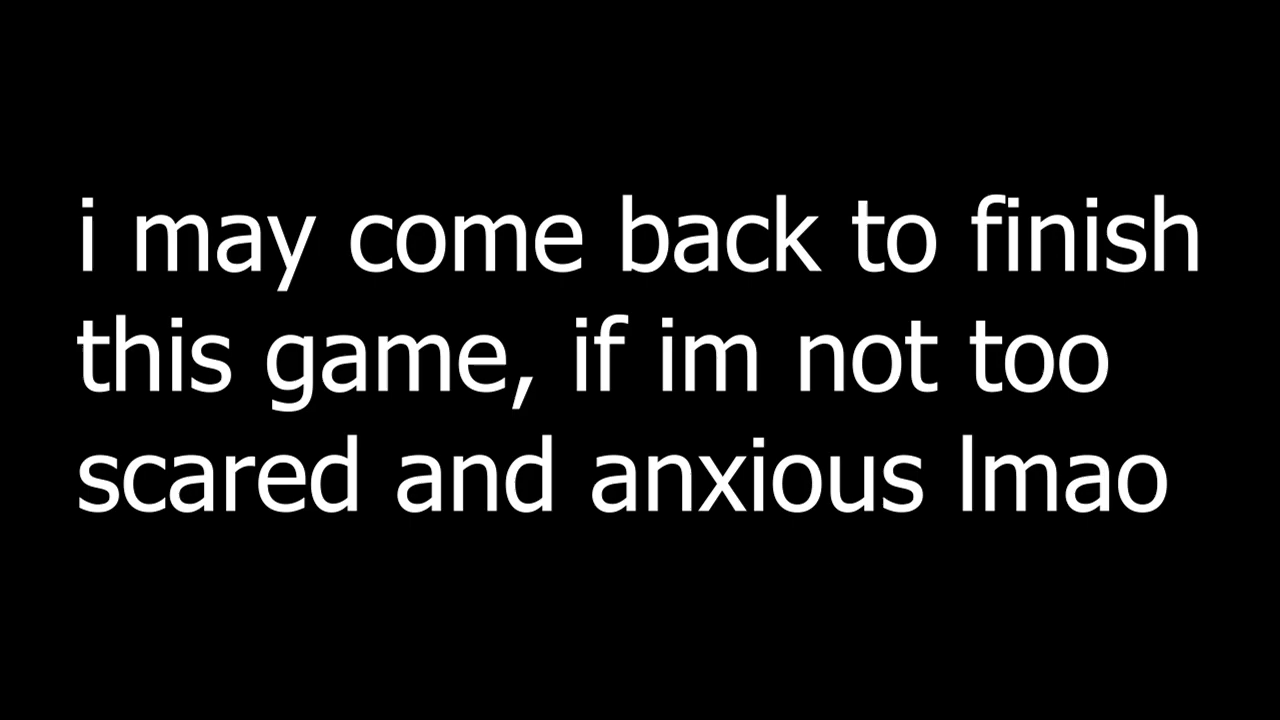 i may come back to finish
this game, if im not too
scared and anxious lmao